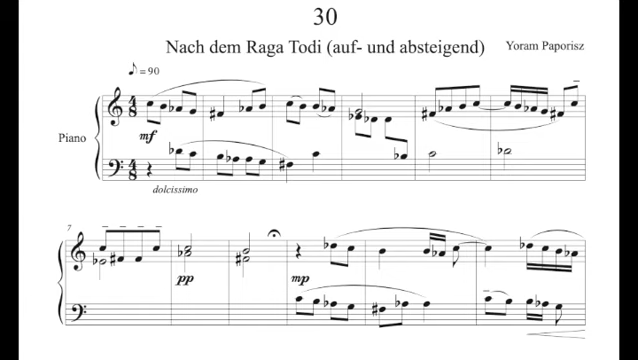 30
Nach dem Raga Todi (auf- und absteigend)
Yoram Paporisz
♪ = 90
Piano
mf
dolcissimo
7
pp
mp